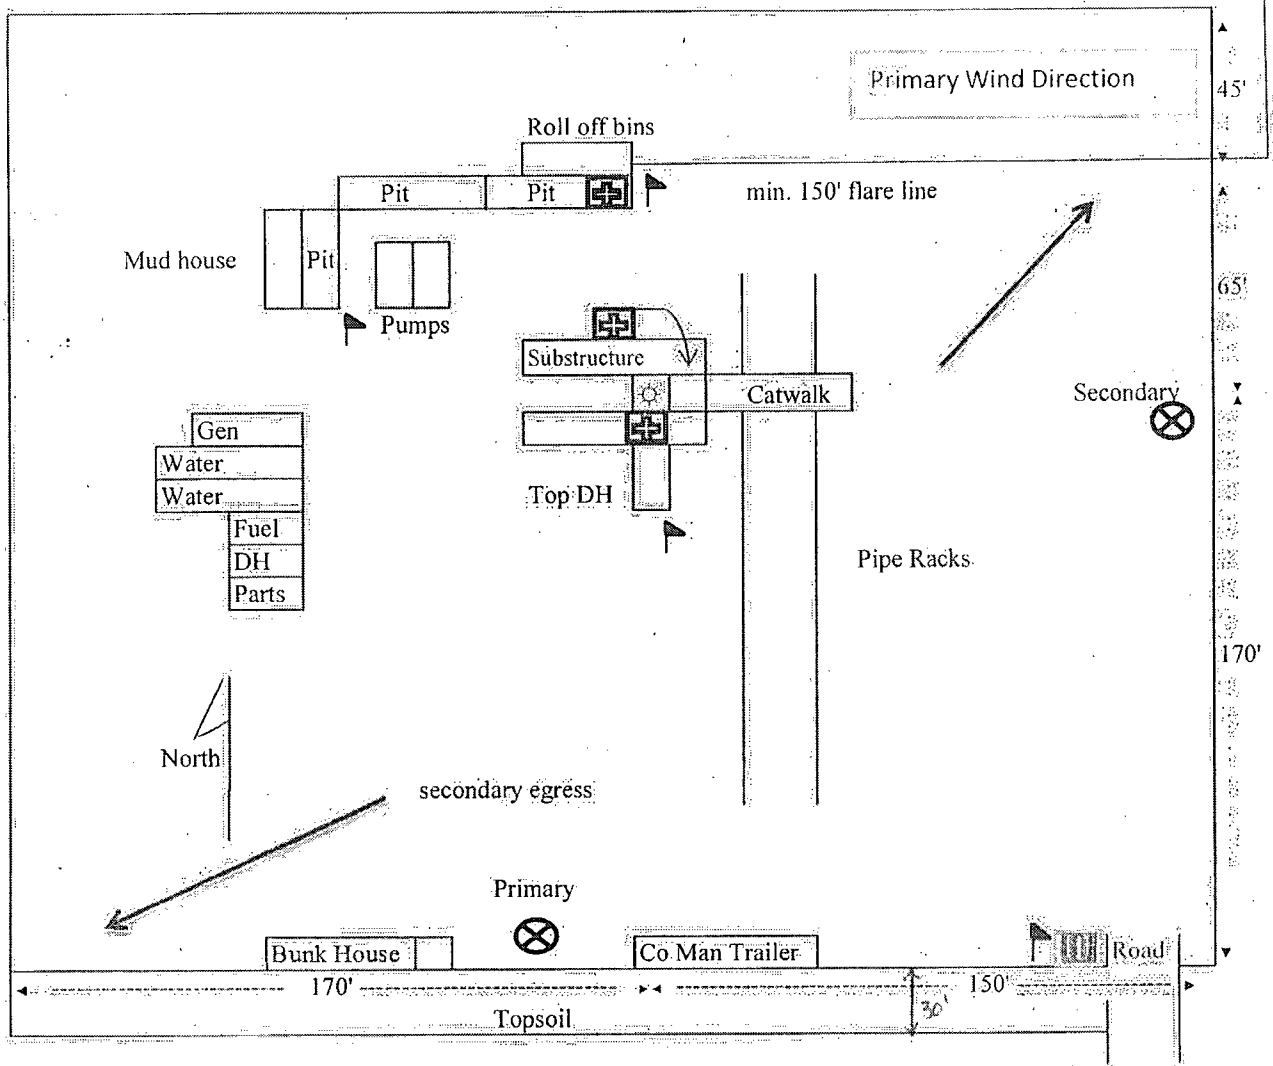 Primary Wind Direction
45'
Roll off bins
Pit
Pit
min. 150' flare line
Mud house
Pit
65'
Pumps
Substructure
Catwalk
Secondary
Gen
Water
Water
Top DH
Fuel
DH
Parts
Pipe Racks
170'
North
secondary egress
Primary
Bunk House
Co Man Trailer
Road
170'
150'
30'
Topsoil